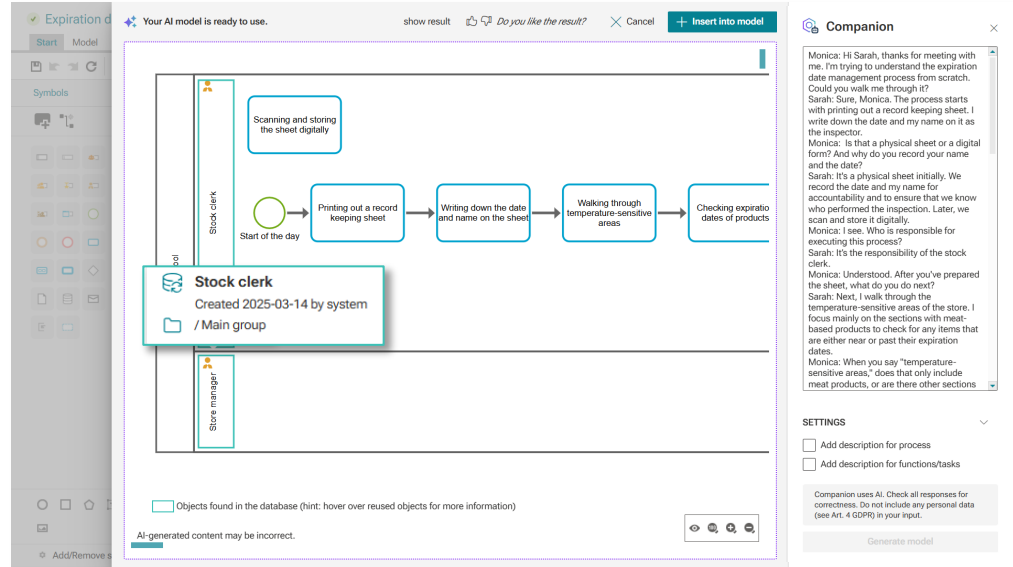 Expiration d
Start Model
Symbols
Add/Remove s
Your AI model is ready to use.
show result
Do you like the result?
Cancel
Insert into model
Scanning and storing
the sheet digitally
Start of the day
Printing out a record
keeping sheet
Writing down the date
and name on the sheet
Walking through
temperature-sensitive
areas
Checking expiratio
dates of products
Stock clerk
ool
Stock clerk
Created 2025-03-14 by system
/ Main group
Store manager
Objects found in the database (hint: hover over reused objects for more information)
AI-generated content may be incorrect.
Companion
Monica: Hi Sarah, thanks for meeting with
me. I'm trying to understand the expiration
date management process from scratch.
Could you walk me through it?
Sarah: Sure, Monica. The process starts
with printing out a record keeping sheet. I
write down the date and my name on it as
the inspector.
Monica: Is that a physical sheet or a digital
form? And why do you record your name
and the date?
Sarah: It's a physical sheet initially. We
record the date and my name for
accountability and to ensure that we know
who performed the inspection. Later, we
scan and store it digitally.
Monica: I see. Who is responsible for
executing this process?
Sarah: It's the responsibility of the stock
clerk.
Monica: Understood. After you've prepared
the sheet, what do you do next?
Sarah: Next, I walk through the
temperature-sensitive areas of the store. I
focus mainly on the sections with meat-
based products to check for any items that
are either near or past their expiration
dates.
Monica: When you say "temperature-
sensitive areas," does that only include
meat products, or are there other sections
SETTINGS
Add description for process
Add description for functions/tasks
Companion uses AI. Check all responses for
correctness. Do not include any personal data
(see Art. 4 GDPR) in your input.
Generate model